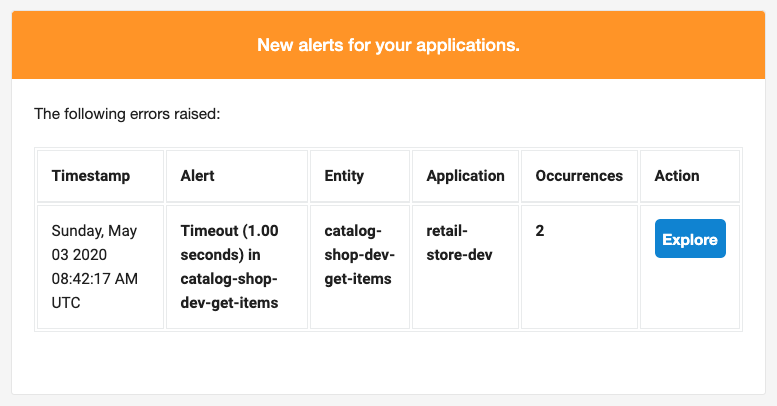 New alerts for your applications.
The following errors raised:
Timestamp
Alert
Entity
Application
Occurrences
Action
Sunday, May
03 2020
08:42:17 AM
UTC
Timeout (1.00
seconds) in
catalog-shop-
dev-get-items
catalog-
shop-dev-
get-items
retail-
store-dev
2
Explore